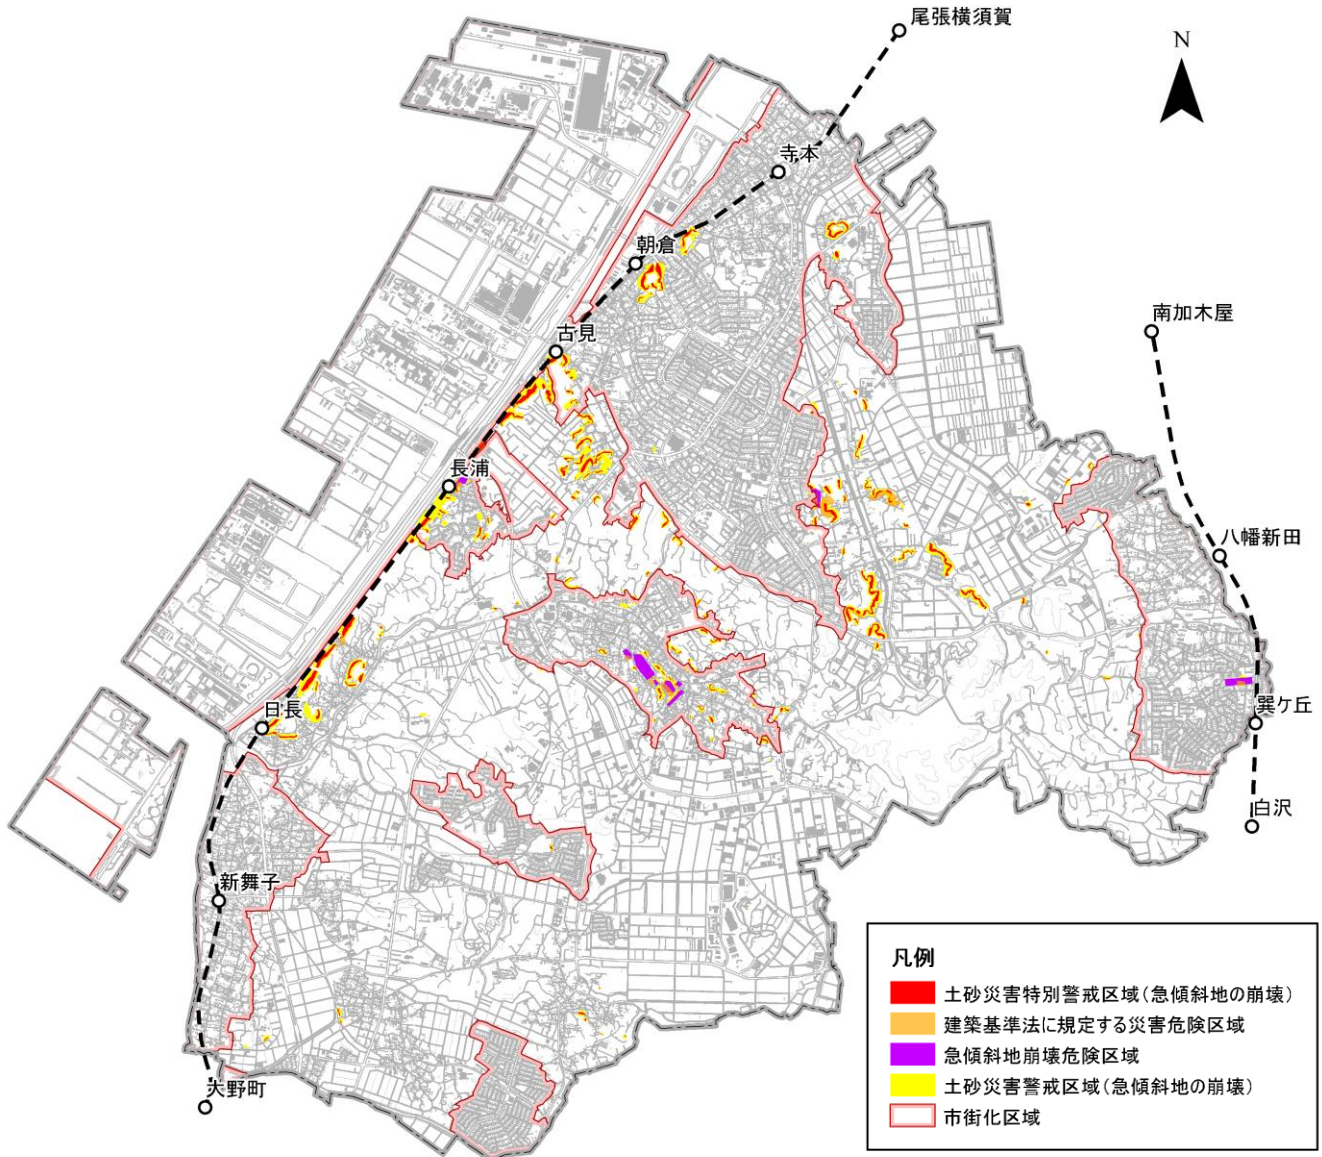 尾張横須賀
N
寺本
朝倉
南加木屋
古見
長浦
八幡新田
巽ケ丘
日長
白沢
新舞子
大野町
凡例
土砂災害特別警戒区域(急傾斜地の崩壊)
建築基準法に規定する災害危険区域
急傾斜地崩壊危険区域
土砂災害警戒区域(急傾斜地の崩壊)
市街化区域